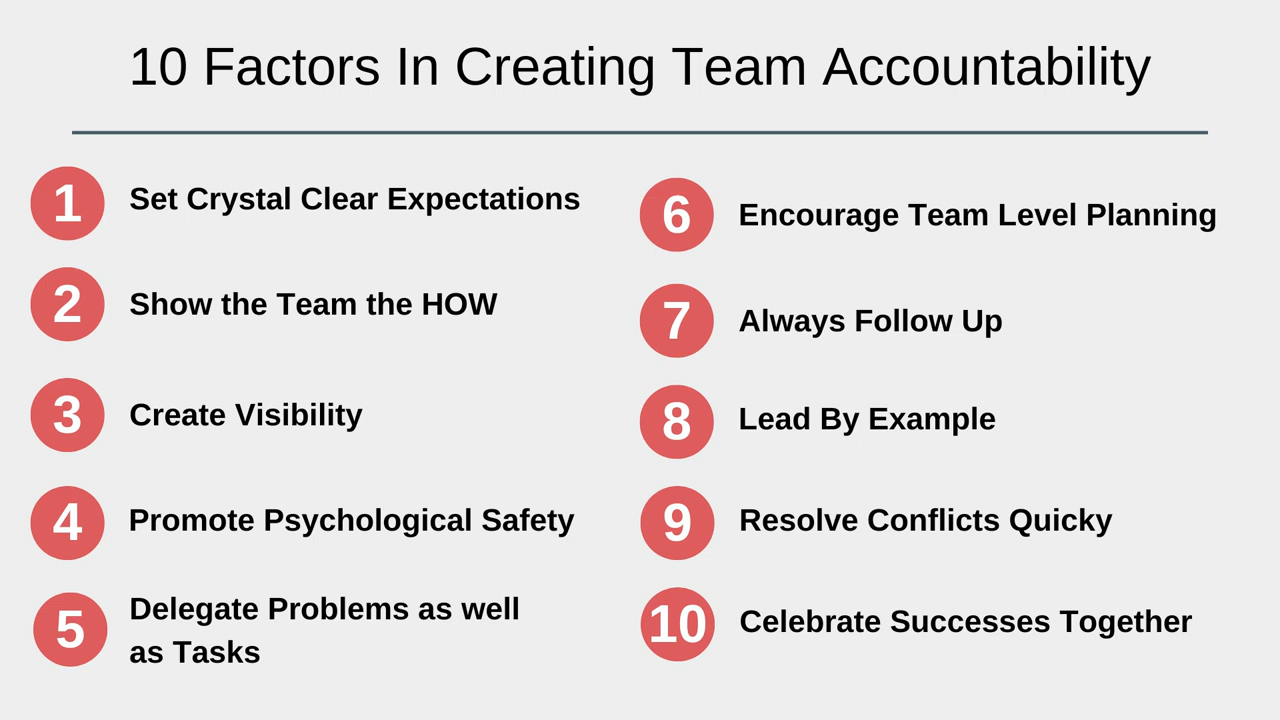 10 Factors In Creating Team Accountability
1 Set Crystal Clear Expectations
2 Show the Team the HOW
3 Create Visibility
4 Promote Psychological Safety
5 Delegate Problems as well
as Tasks
6 Encourage Team Level Planning
7 Always Follow Up
8 Lead By Example
9 Resolve Conflicts Quicky
10 Celebrate Successes Together